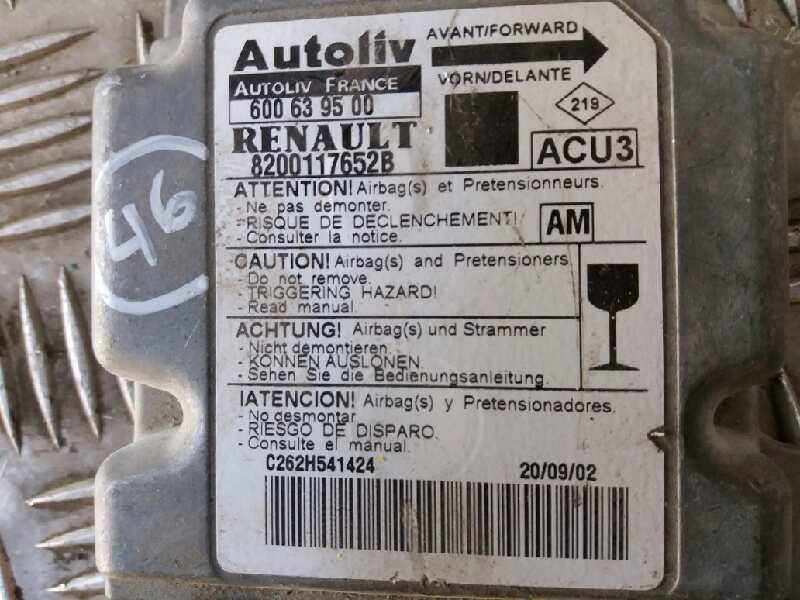 Autoliv
AUTOLIV FRANCE
600 63 95 00
RENAULT
8200117652B
AVANT/FORWARD
VORN/DELANTE
219
ACU3
ATTENTION! Airbag(s) et Pretensionneurs.
- Ne pas demonter.
- RISQUE DE DECLENCHEMENT!
- Consulter la notice.
AM
CAUTION! Airbag(s) and Pretensioners
- Do not remove.
- TRIGGERING HAZARD!
- Read manual.
ACHTUNG! Airbag(s) und Strammer
- Nicht demontieren.
- KONNEN AUSLONEN.
- Sehen Sie die Bedienungsanleitung.
IATENCION! Airbag(s) y Pretensionadores.
- No desmontar
- RIESGO DE DISPARO.
- Consulte el manual.
C262H541424
20/09/02
46